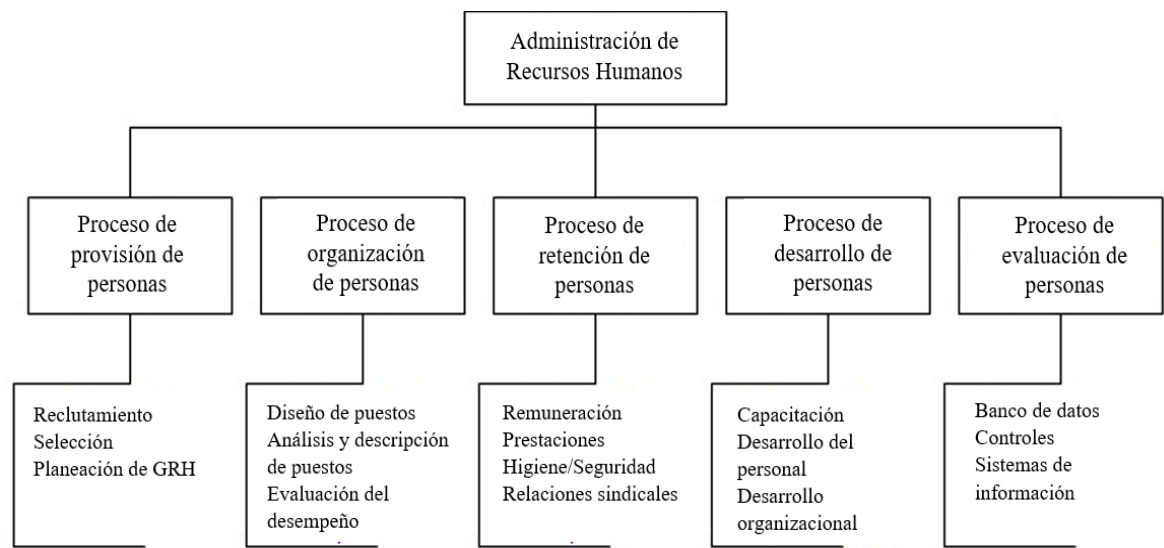 Administración de
Recursos Humanos
Proceso de
provisión de
personas
Proceso de
organización
de personas
Proceso de
retención de
personas
Proceso de
desarrollo de
personas
Proceso de
evaluación de
personas
Reclutamiento
Selección
Planeación de GRH
Diseño de puestos
Análisis y descripción
de puestos
Evaluación del
desempeño
Remuneración
Prestaciones
Higiene/Seguridad
Relaciones sindicales
Capacitación
Desarrollo del
personal
Desarrollo
organizacional
Banco de datos
Controles
Sistemas de
información